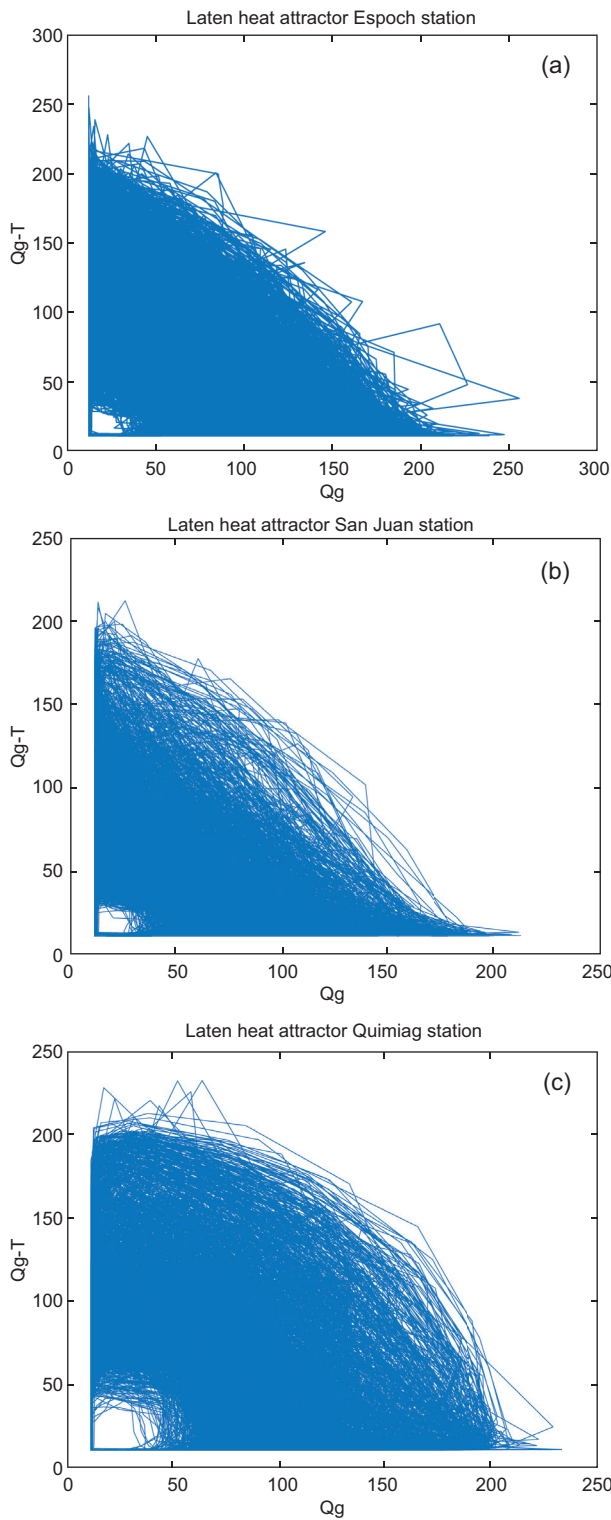 Laten heat attractor Espoch station
(a)
300
250
200
150
100
50
0
Qg-T
0 50 100 150 200 250 300
Qg
Laten heat attractor San Juan station
(b)
250
200
150
100
50
0
Qg-T
0 50 100 150 200 250
Qg
Laten heat attractor Quimiag station
(c)
250
200
150
100
50
0
Qg-T
0 50 100 150 200 250
Qg